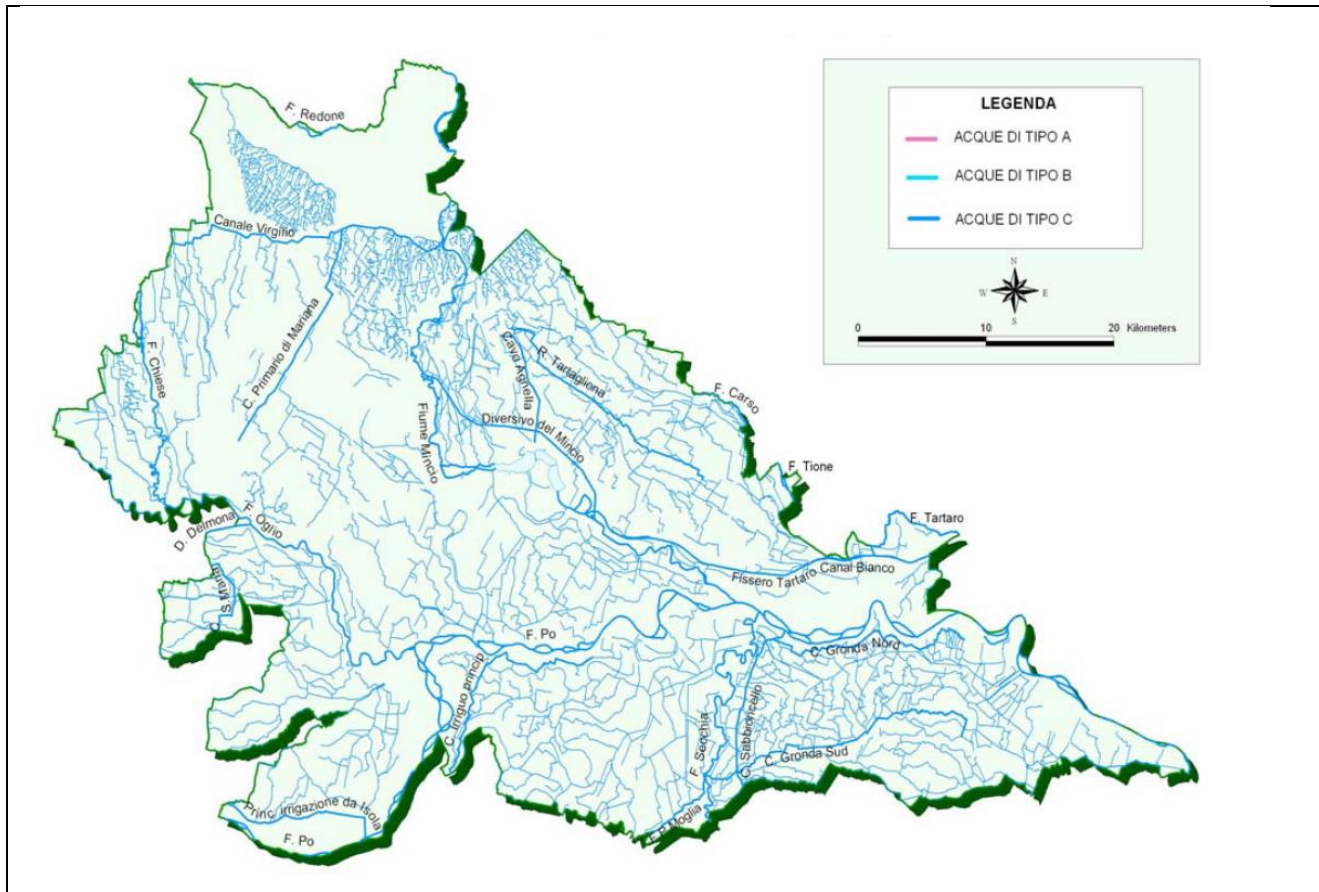 F. Redone
LEGENDA
ACQUE DI TIPO A
ACQUE DI TIPO B
ACQUE DI TIPO C
N
W
E
S
0
10
20
Kilometers
Canale Virgilio
C. Primario di Mariana
F. Chiese
Cavo Agnella
R. Tartagliona
F. Carso
Fiume Mincio
Diversivo del Mincio
F. Tione
D. Delmona
F. Oglio
F. Tartaro
Fissero Tartaro Canal Bianco
C. S Maria
F. Po
C. Gronda Nord
C. Irriguo princip
F. Secchia
C. Sabbioncello
C. Gronda Sud
Princ. irrigazione da Isola
F. Po
F.P. Moglia